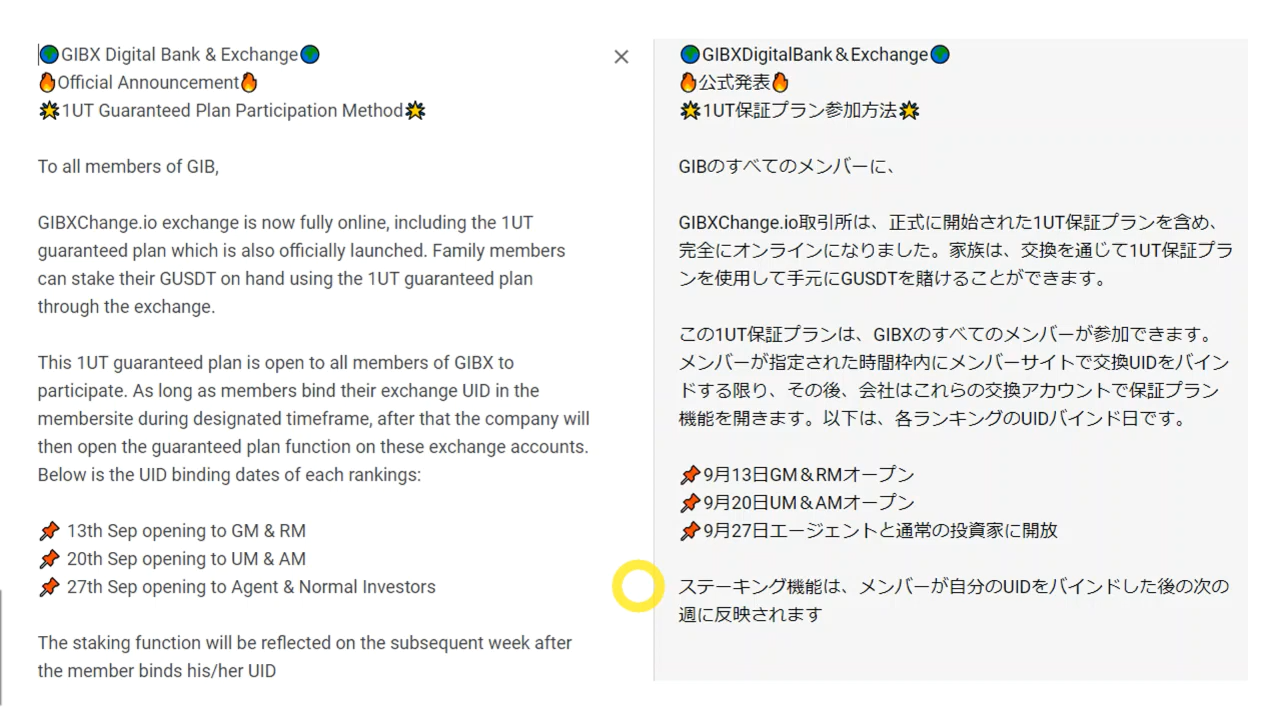 🌍GIBX Digital Bank & Exchange🌍
🔥Official Announcement🔥
🌟1UT Guaranteed Plan Participation Method🌟
To all members of GIB,
GIBXChange.io exchange is now fully online, including the 1UT
guaranteed plan which is also officially launched. Family members
can stake their GUSDT on hand using the 1UT guaranteed plan
through the exchange.
This 1UT guaranteed plan is open to all members of GIBX to
participate. As long as members bind their exchange UID in the
membersite during designated timeframe, after that the company will
then open the guaranteed plan function on these exchange accounts.
Below is the UID binding dates of each rankings:
📌 13th Sep opening to GM & RM
📌 20th Sep opening to UM & AM
📌 27th Sep opening to Agent & Normal Investors
The staking function will be reflected on the subsequent week after
the member binds his/her UID
🌍GIBXDigitalBank＆Exchange🌍
🔥公式発表🔥
🌟1UT保証プラン参加方法🌟
GIBのすべてのメンバーに、
GIBXChange.io取引所は、正式に開始された1UT保証プランを含め、
完全にオンラインになりました。家族は、交換を通じて1UT保証プラ
ンを使用して手元にGUSDTを賭けることができます。
この1UT保証プランは、GIBXのすべてのメンバーが参加できます。
メンバーが指定された時間枠内にメンバーサイトで交換UIDをバイン
ドする限り、その後、会社はこれらの交換アカウントで保証プラン
機能を開きます。以下は、各ランキングのUIDバインド日です。
📌9月13日GM＆RMオープン
📌9月20日UM＆AMオープン
📌9月27日エージェントと通常の投資家に開放
ステーキング機能は、メンバーが自分のUIDをバインドした後の次の
週に反映されます